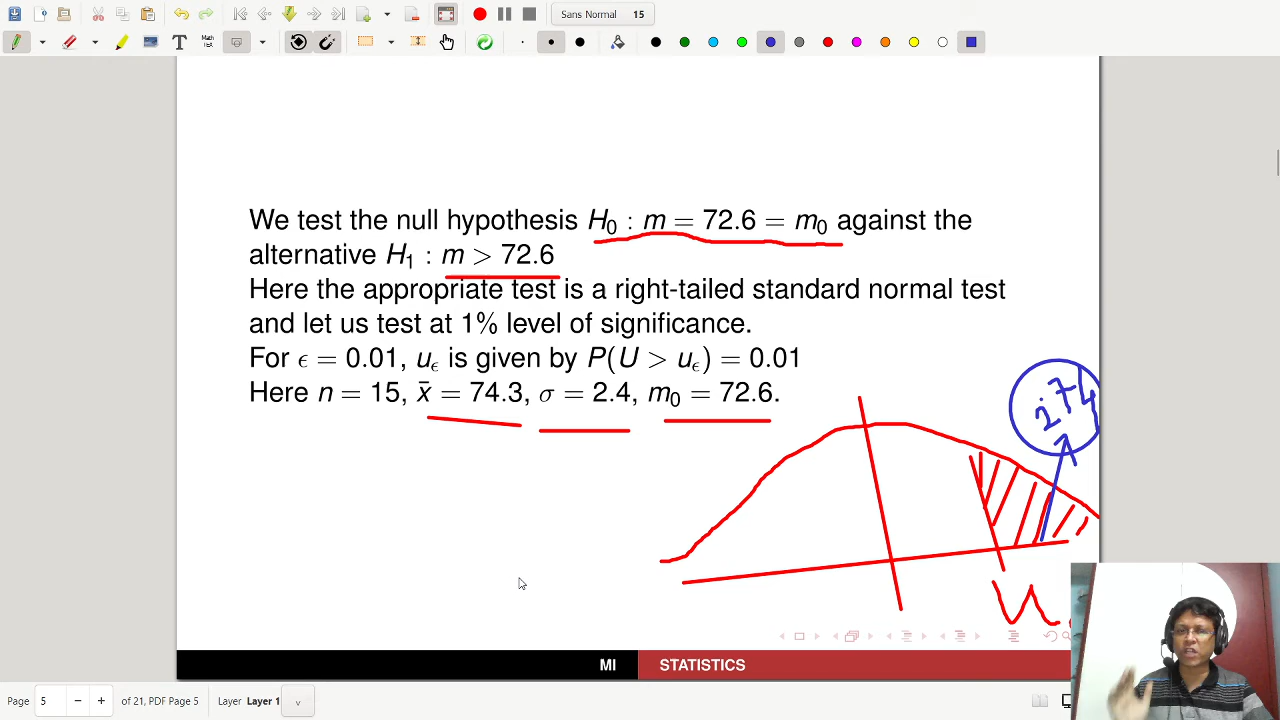 Sans Normal 15
We test the null hypothesis H₀ : m = 72.6 = m₀ against the
alternative H₁ : m > 72.6
Here the appropriate test is a right-tailed standard normal test
and let us test at 1% level of significance.
For ϵ = 0.01, uϵ is given by P(U > uϵ) = 0.01
Here n = 15, x̄ = 74.3, σ = 2.4, m₀ = 72.6.
MI STATISTICS
Page 5 of 21, PDF Page 5 Layer Layer 1